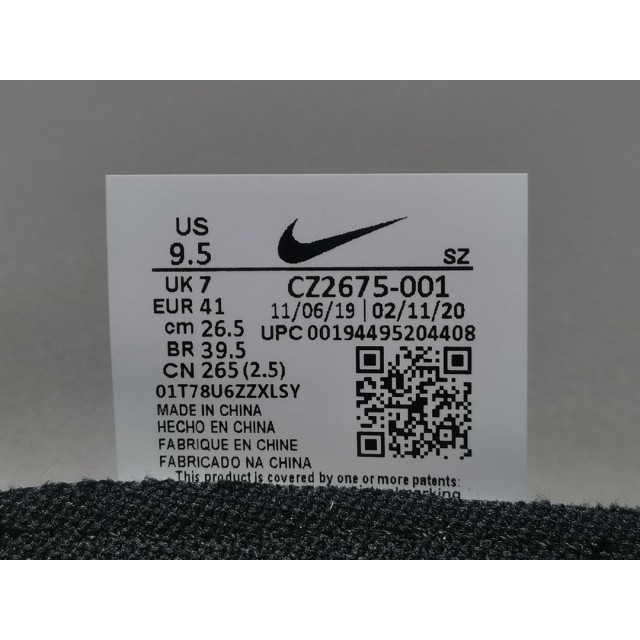 US
9.5
SZ
UK 7
CZ2675-001
EUR 41
11/06/19 | 02/11/20
cm 26.5
UPC 00194495204408
BR 39.5
CN 265 (2.5)
01T78U6ZZXLSY
MADE IN CHINA
HECHO EN CHINA
FABRIQUE EN CHINE
FABRICADO NA CHINA
This product is covered by one or more patents: